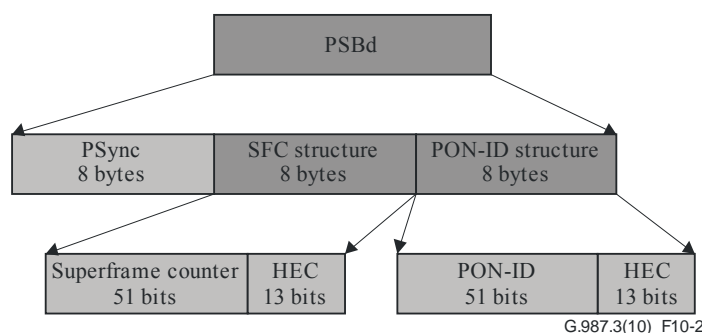 PSBd
PSync
8 bytes
SFC structure
8 bytes
PON-ID structure
8 bytes
Superframe counter
51 bits
HEC
13 bits
PON-ID
51 bits
HEC
13 bits
G.987.3(10)_F10-2